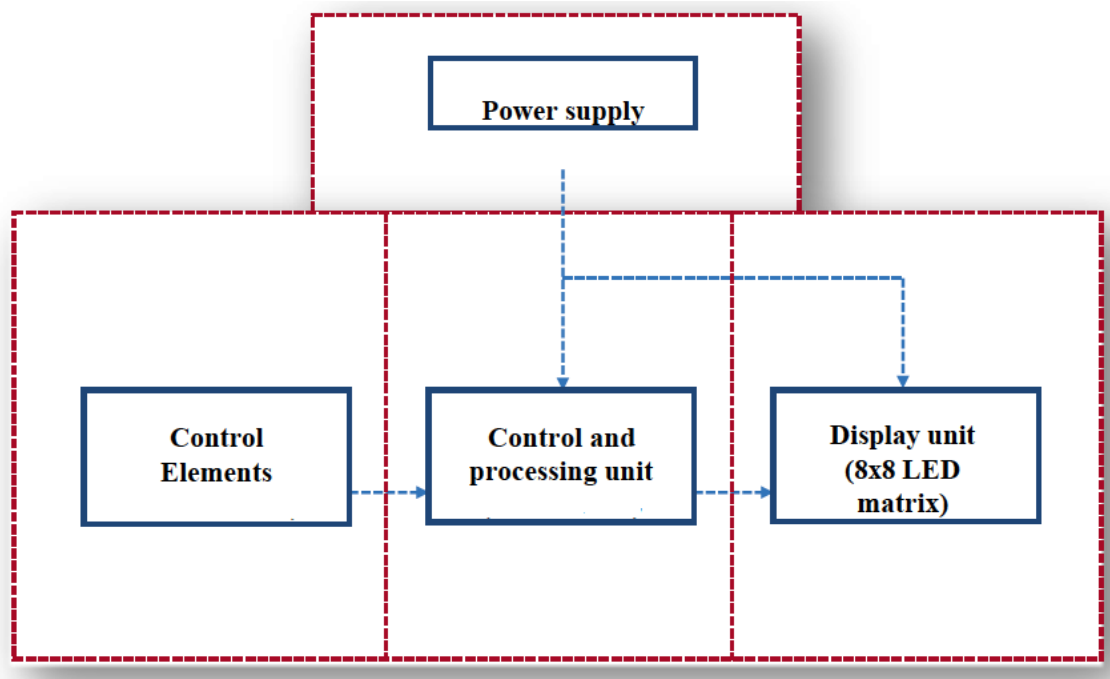 Power supply
Control
Elements
Control and
processing unit
Display unit
(8x8 LED
matrix)